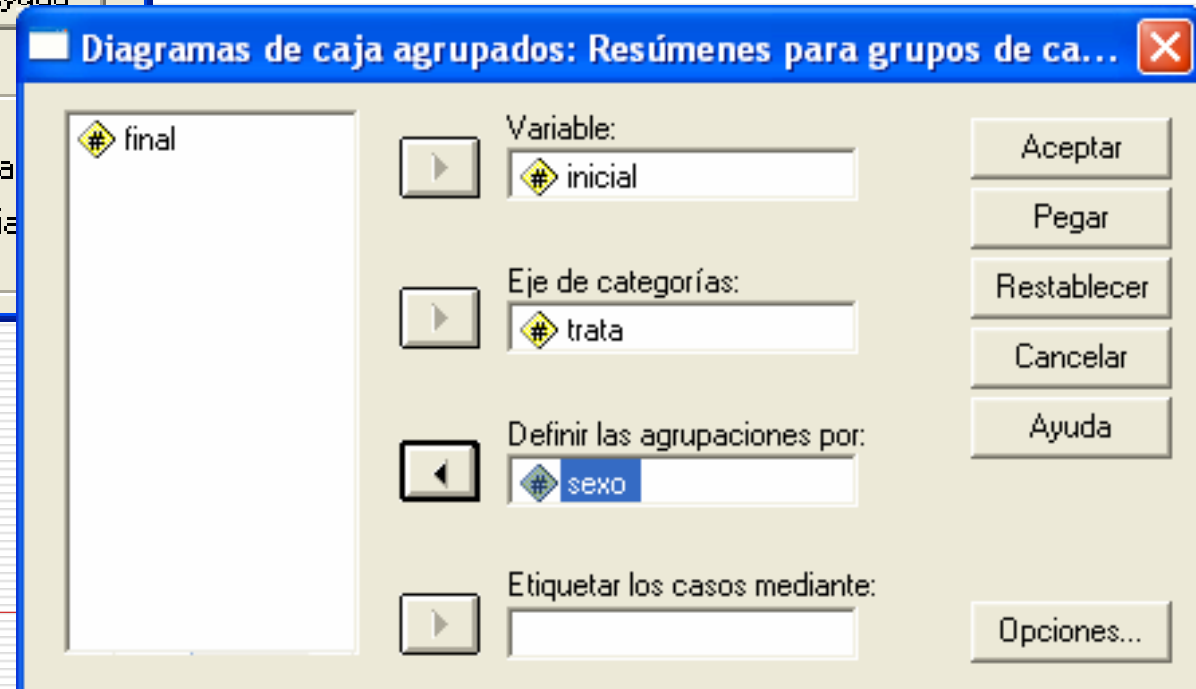 Diagramas de caja agrupados: Resúmenes para grupos de ca...
final
Variable:
inicial
Eje de categorías:
trata
Definir las agrupaciones por:
sexo
Etiquetar los casos mediante:
Aceptar
Pegar
Restablecer
Cancelar
Ayuda
Opciones...